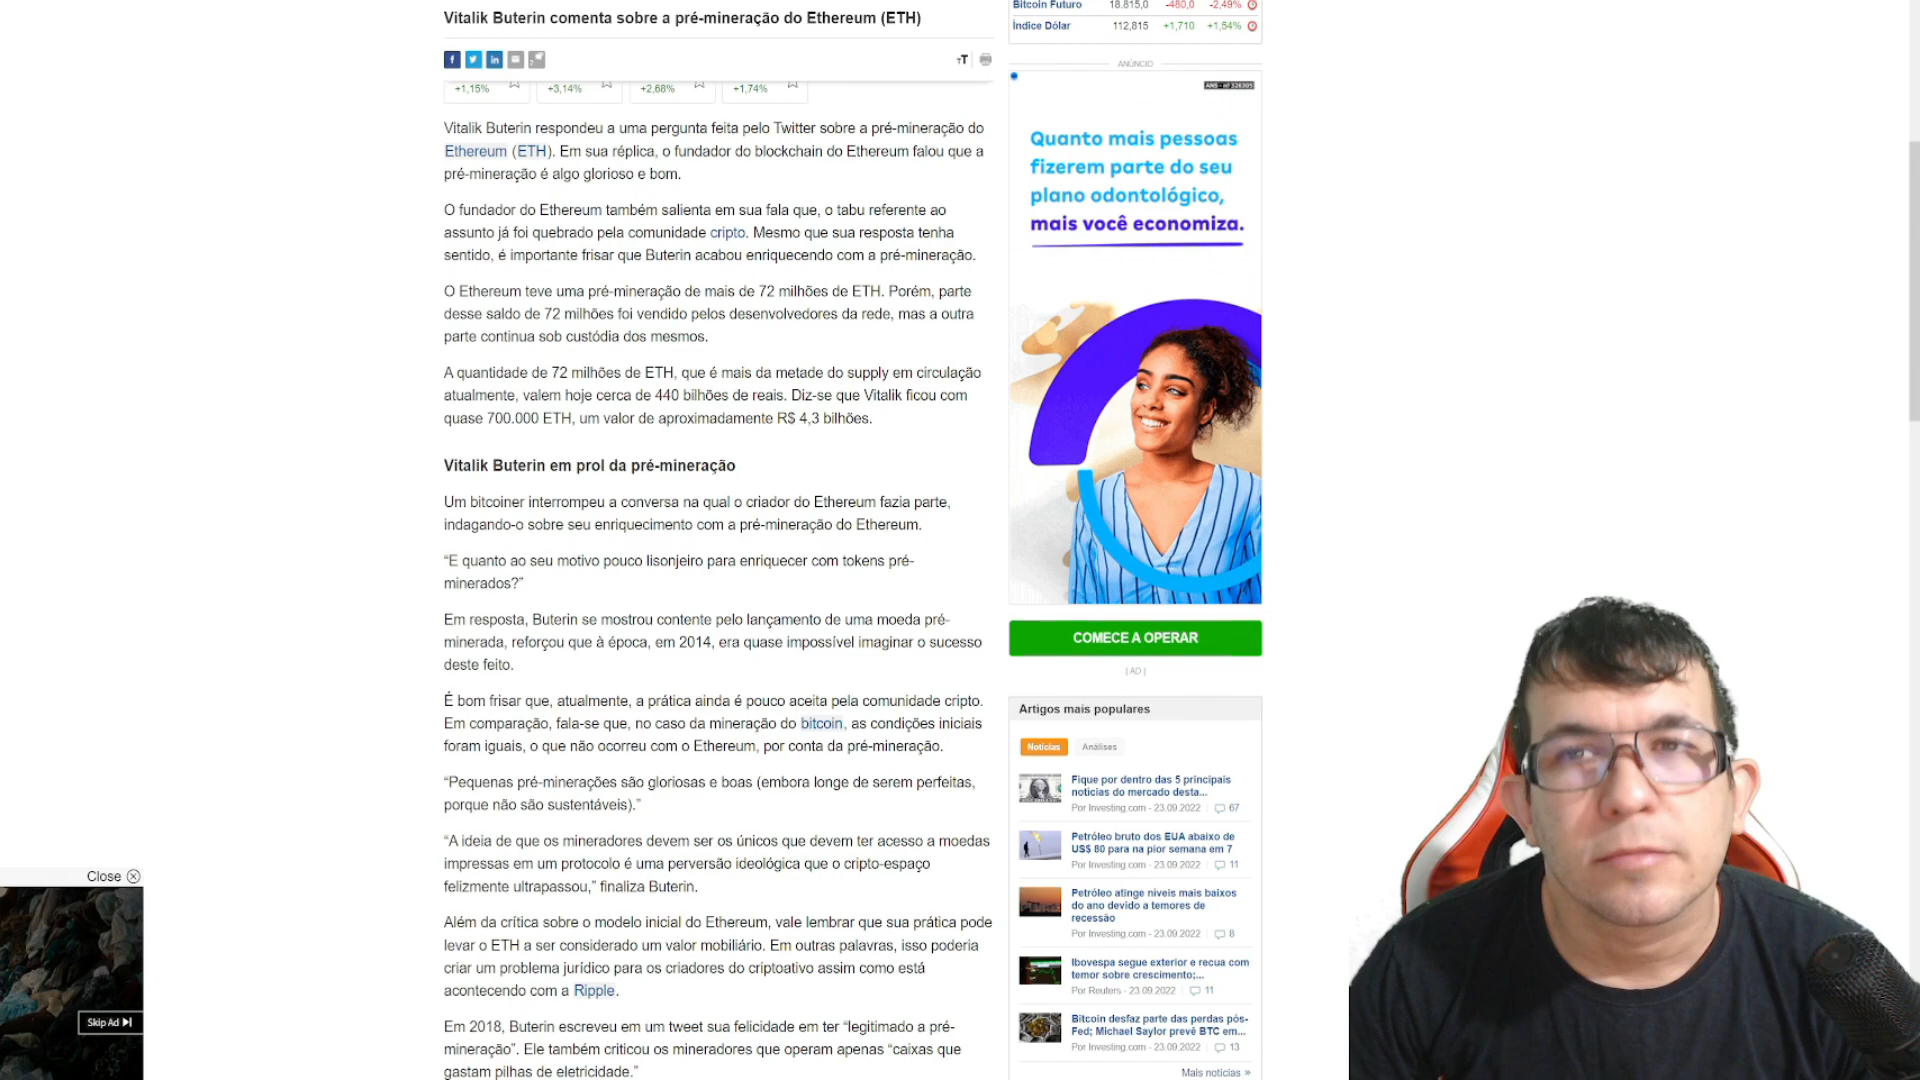 Vitalik Buterin comenta sobre a pré-mineração do Ethereum (ETH)
+1,15%
+3,14%
+2,68%
+1,74%
Vitalik Buterin respondeu a uma pergunta feita pelo Twitter sobre a pré-mineração do
Ethereum (ETH). Em sua réplica, o fundador do blockchain do Ethereum falou que a
pré-mineração é algo glorioso e bom.
O fundador do Ethereum também salienta em sua fala que, o tabu referente ao
assunto já foi quebrado pela comunidade cripto. Mesmo que sua resposta tenha
sentido, é importante frisar que Buterin acabou enriquecendo com a pré-mineração.
O Ethereum teve uma pré-mineração de mais de 72 milhões de ETH. Porém, parte
desse saldo de 72 milhões foi vendido pelos desenvolvedores da rede, mas a outra
parte continua sob custódia dos mesmos.
A quantidade de 72 milhões de ETH, que é mais da metade do supply em circulação
atualmente, valem hoje cerca de 440 bilhões de reais. Diz-se que Vitalik ficou com
quase 700.000 ETH, um valor de aproximadamente R$ 4,3 bilhões.
Vitalik Buterin em prol da pré-mineração
Um bitcoiner interrompeu a conversa na qual o criador do Ethereum fazia parte,
indagando-o sobre seu enriquecimento com a pré-mineração do Ethereum.
“E quanto ao seu motivo pouco lisonjeiro para enriquecer com tokens pré-
minerados?”
Em resposta, Buterin se mostrou contente pelo lançamento de uma moeda pré-
minerada, reforçou que à época, em 2014, era quase impossível imaginar o sucesso
deste feito.
É bom frisar que, atualmente, a prática ainda é pouco aceita pela comunidade cripto.
Em comparação, fala-se que, no caso da mineração do bitcoin, as condições iniciais
foram iguais, o que não ocorreu com o Ethereum, por conta da pré-mineração.
“Pequenas pré-minerações são gloriosas e boas (embora longe de serem perfeitas,
porque não são sustentáveis).”
“A ideia de que os mineradores devem ser os únicos que devem ter acesso a moedas
impressas em um protocolo é uma perversão ideológica que o cripto-espaço
felizmente ultrapassou,” finaliza Buterin.
Além da crítica sobre o modelo inicial do Ethereum, vale lembrar que sua prática pode
levar o ETH a ser considerado um valor mobiliário. Em outras palavras, isso poderia
criar um problema jurídico para os criadores do criptoativo assim como está
acontecendo com a Ripple.
Em 2018, Buterin escreveu em um tweet sua felicidade em ter “legitimado a pré-
mineração”. Ele também criticou os mineradores que operam apenas “caixas que
gastam pilhas de eletricidade.”
Bitcoin Futuro 18.815,0 -480,0 -2,49%
Índice Dólar 112,815 +1,710 +1,54%
ANÚNCIO
ANS - nº 326305
Quanto mais pessoas
fizerem parte do seu
plano odontológico,
mais você economiza.
COMECE A OPERAR
| AD |
Artigos mais populares
Notícias Análises
Fique por dentro das 5 principais
notícias do mercado desta...
Por Investing.com - 23.09.2022 67
Petróleo bruto dos EUA abaixo de
US$ 80 para na pior semana em 7
Por Investing.com - 23.09.2022 11
Petróleo atinge níveis mais baixos
do ano devido a temores de
recessão
Por Investing.com - 23.09.2022 8
Ibovespa segue exterior e recua com
temor sobre crescimento;...
Por Reuters - 23.09.2022 11
Bitcoin desfaz parte das perdas pós-
Fed; Michael Saylor prevê BTC em...
Por Investing.com - 23.09.2022 13
Mais notícias »
Close
Skip Ad